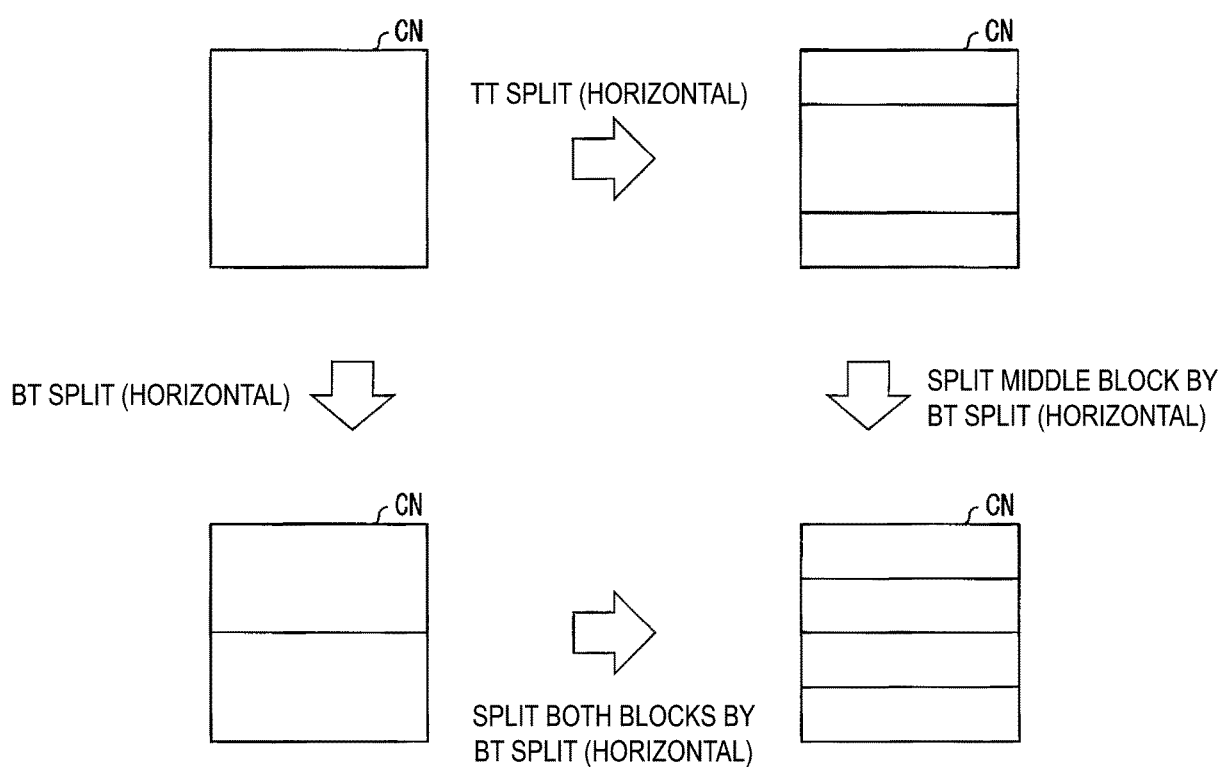 CN
CN
TT SPLIT (HORIZONTAL)
BT SPLIT (HORIZONTAL)
SPLIT MIDDLE BLOCK BY
BT SPLIT (HORIZONTAL)
CN
CN
SPLIT BOTH BLOCKS BY
BT SPLIT (HORIZONTAL)